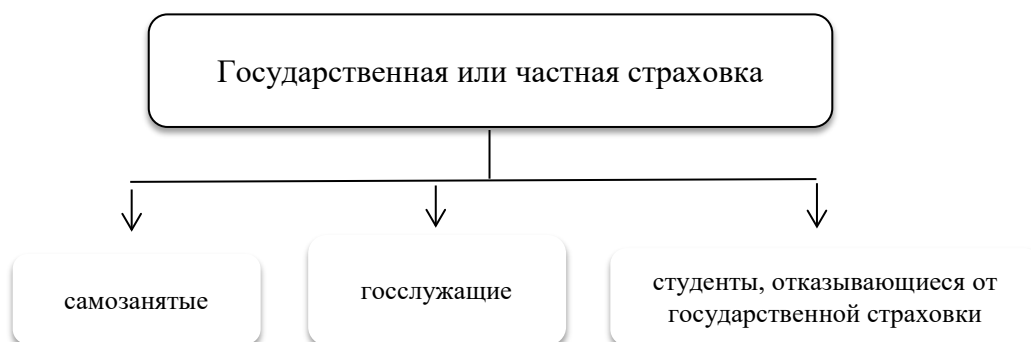 Государственная или частная страховка
самозанятые
госслужащие
студенты, отказывающиеся от
государственной страховки